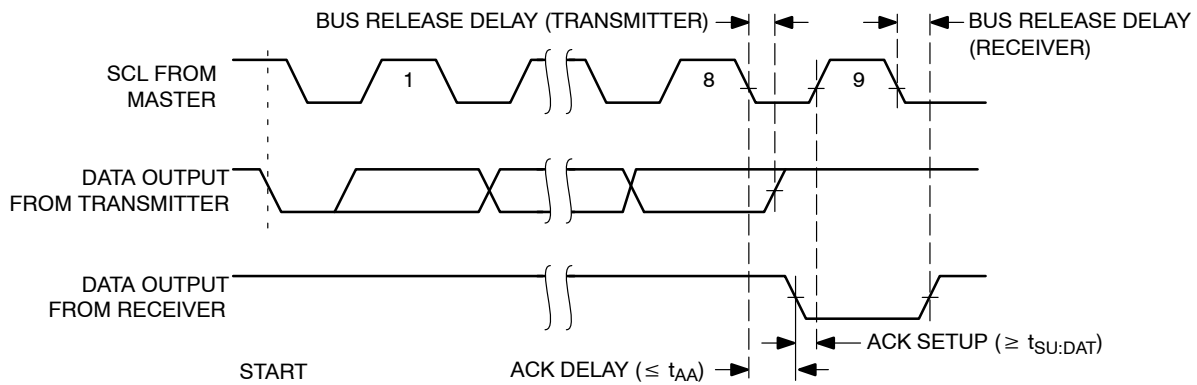 BUS RELEASE DELAY (TRANSMITTER)
BUS RELEASE DELAY
(RECEIVER)
SCL FROM
MASTER
1
8
9
DATA OUTPUT
FROM TRANSMITTER
DATA OUTPUT
FROM RECEIVER
ACK SETUP (≥ tSU:DAT)
START
ACK DELAY (≤ tAA)